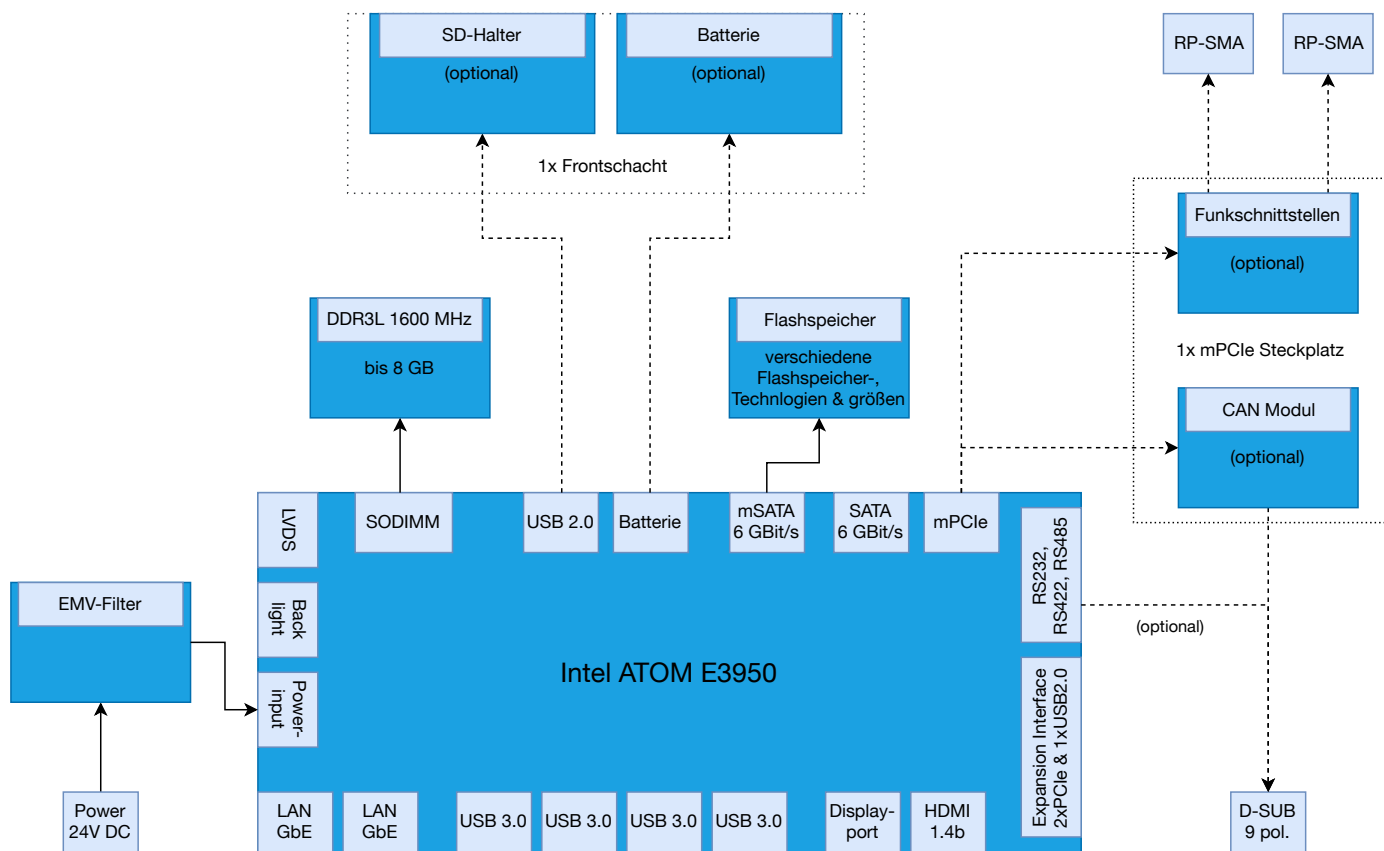 SD-Halter
(optional)
Batterie
(optional)
1x Frontschacht
RP-SMA
RP-SMA
Funkschnittstellen
(optional)
1x mPCIe Steckplatz
CAN Modul
(optional)
DDR3L 1600 MHz
bis 8 GB
Flashspeicher
verschiedene
Flashspeicher-,
Technlogien & größen
LVDS
SODIMM
USB 2.0
Batterie
mSATA
6 GBit/s
SATA
6 GBit/s
mPCIe
RS232,
RS422, RS485
(optional)
EMV-Filter
Back
light
Power-
input
Intel ATOM E3950
Expansion Interface
2xPCIe & 1xUSB2.0
Power
24V DC
LAN
GbE
LAN
GbE
USB 3.0
USB 3.0
USB 3.0
USB 3.0
Display-
port
HDMI
1.4b
D-SUB
9 pol.